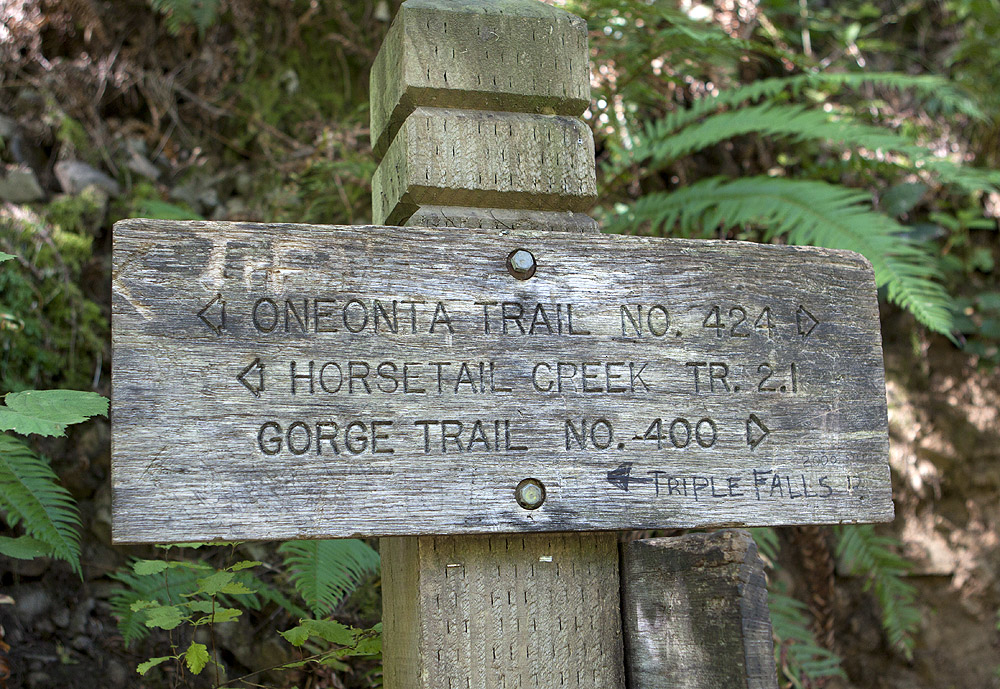 ONEONTA TRAIL NO. 424
HORSETAIL CREEK TR. 2.1
GORGE TRAIL NO. 400
TRIPLE FALLS